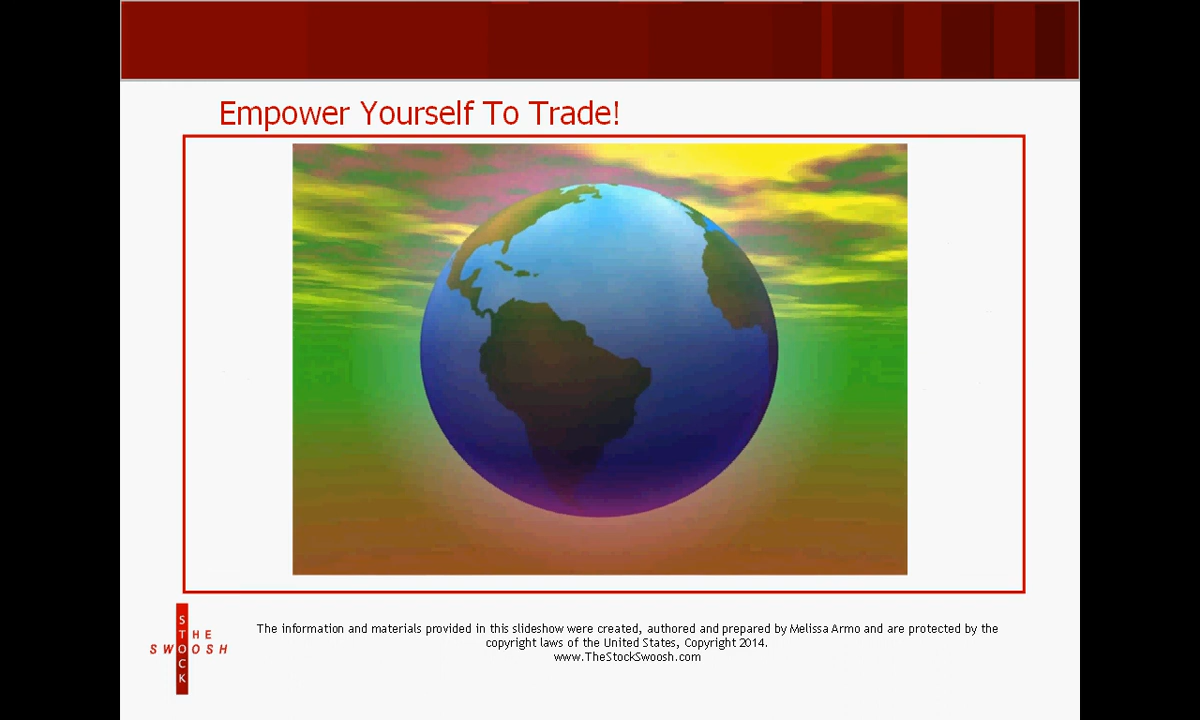 Empower Yourself To Trade!
THE
STOCK
SWOOSH
The information and materials provided in this slideshow were created, authored and prepared by Melissa Armo and are protected by the
copyright laws of the United States, Copyright 2014.
www.TheStockSwoosh.com